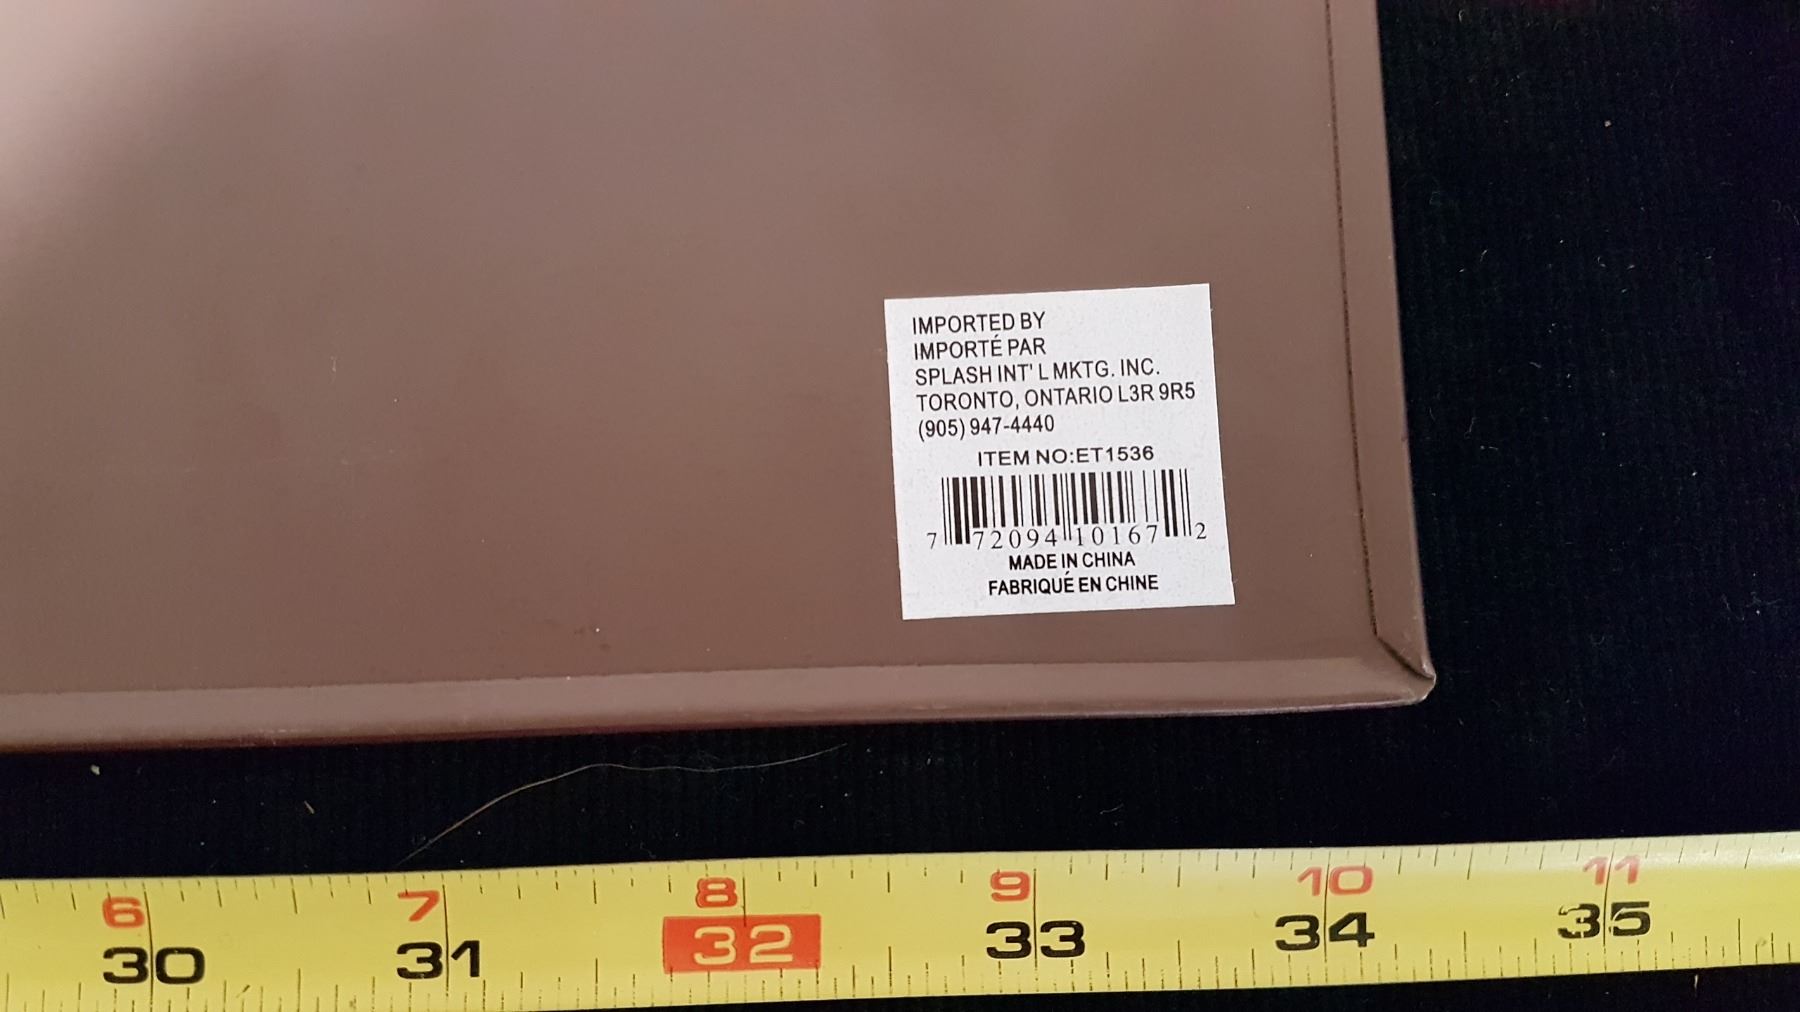 IMPORTED BY
IMPORTÉ PAR
SPLASH INT' L MKTG. INC.
TORONTO, ONTARIO L3R 9R5
(905) 947-4440
ITEM NO:ET1536
7 72094 10167 2
MADE IN CHINA
FABRIQUÉ EN CHINE
6 7 8 9 10 11
30 31 32 33 34 35